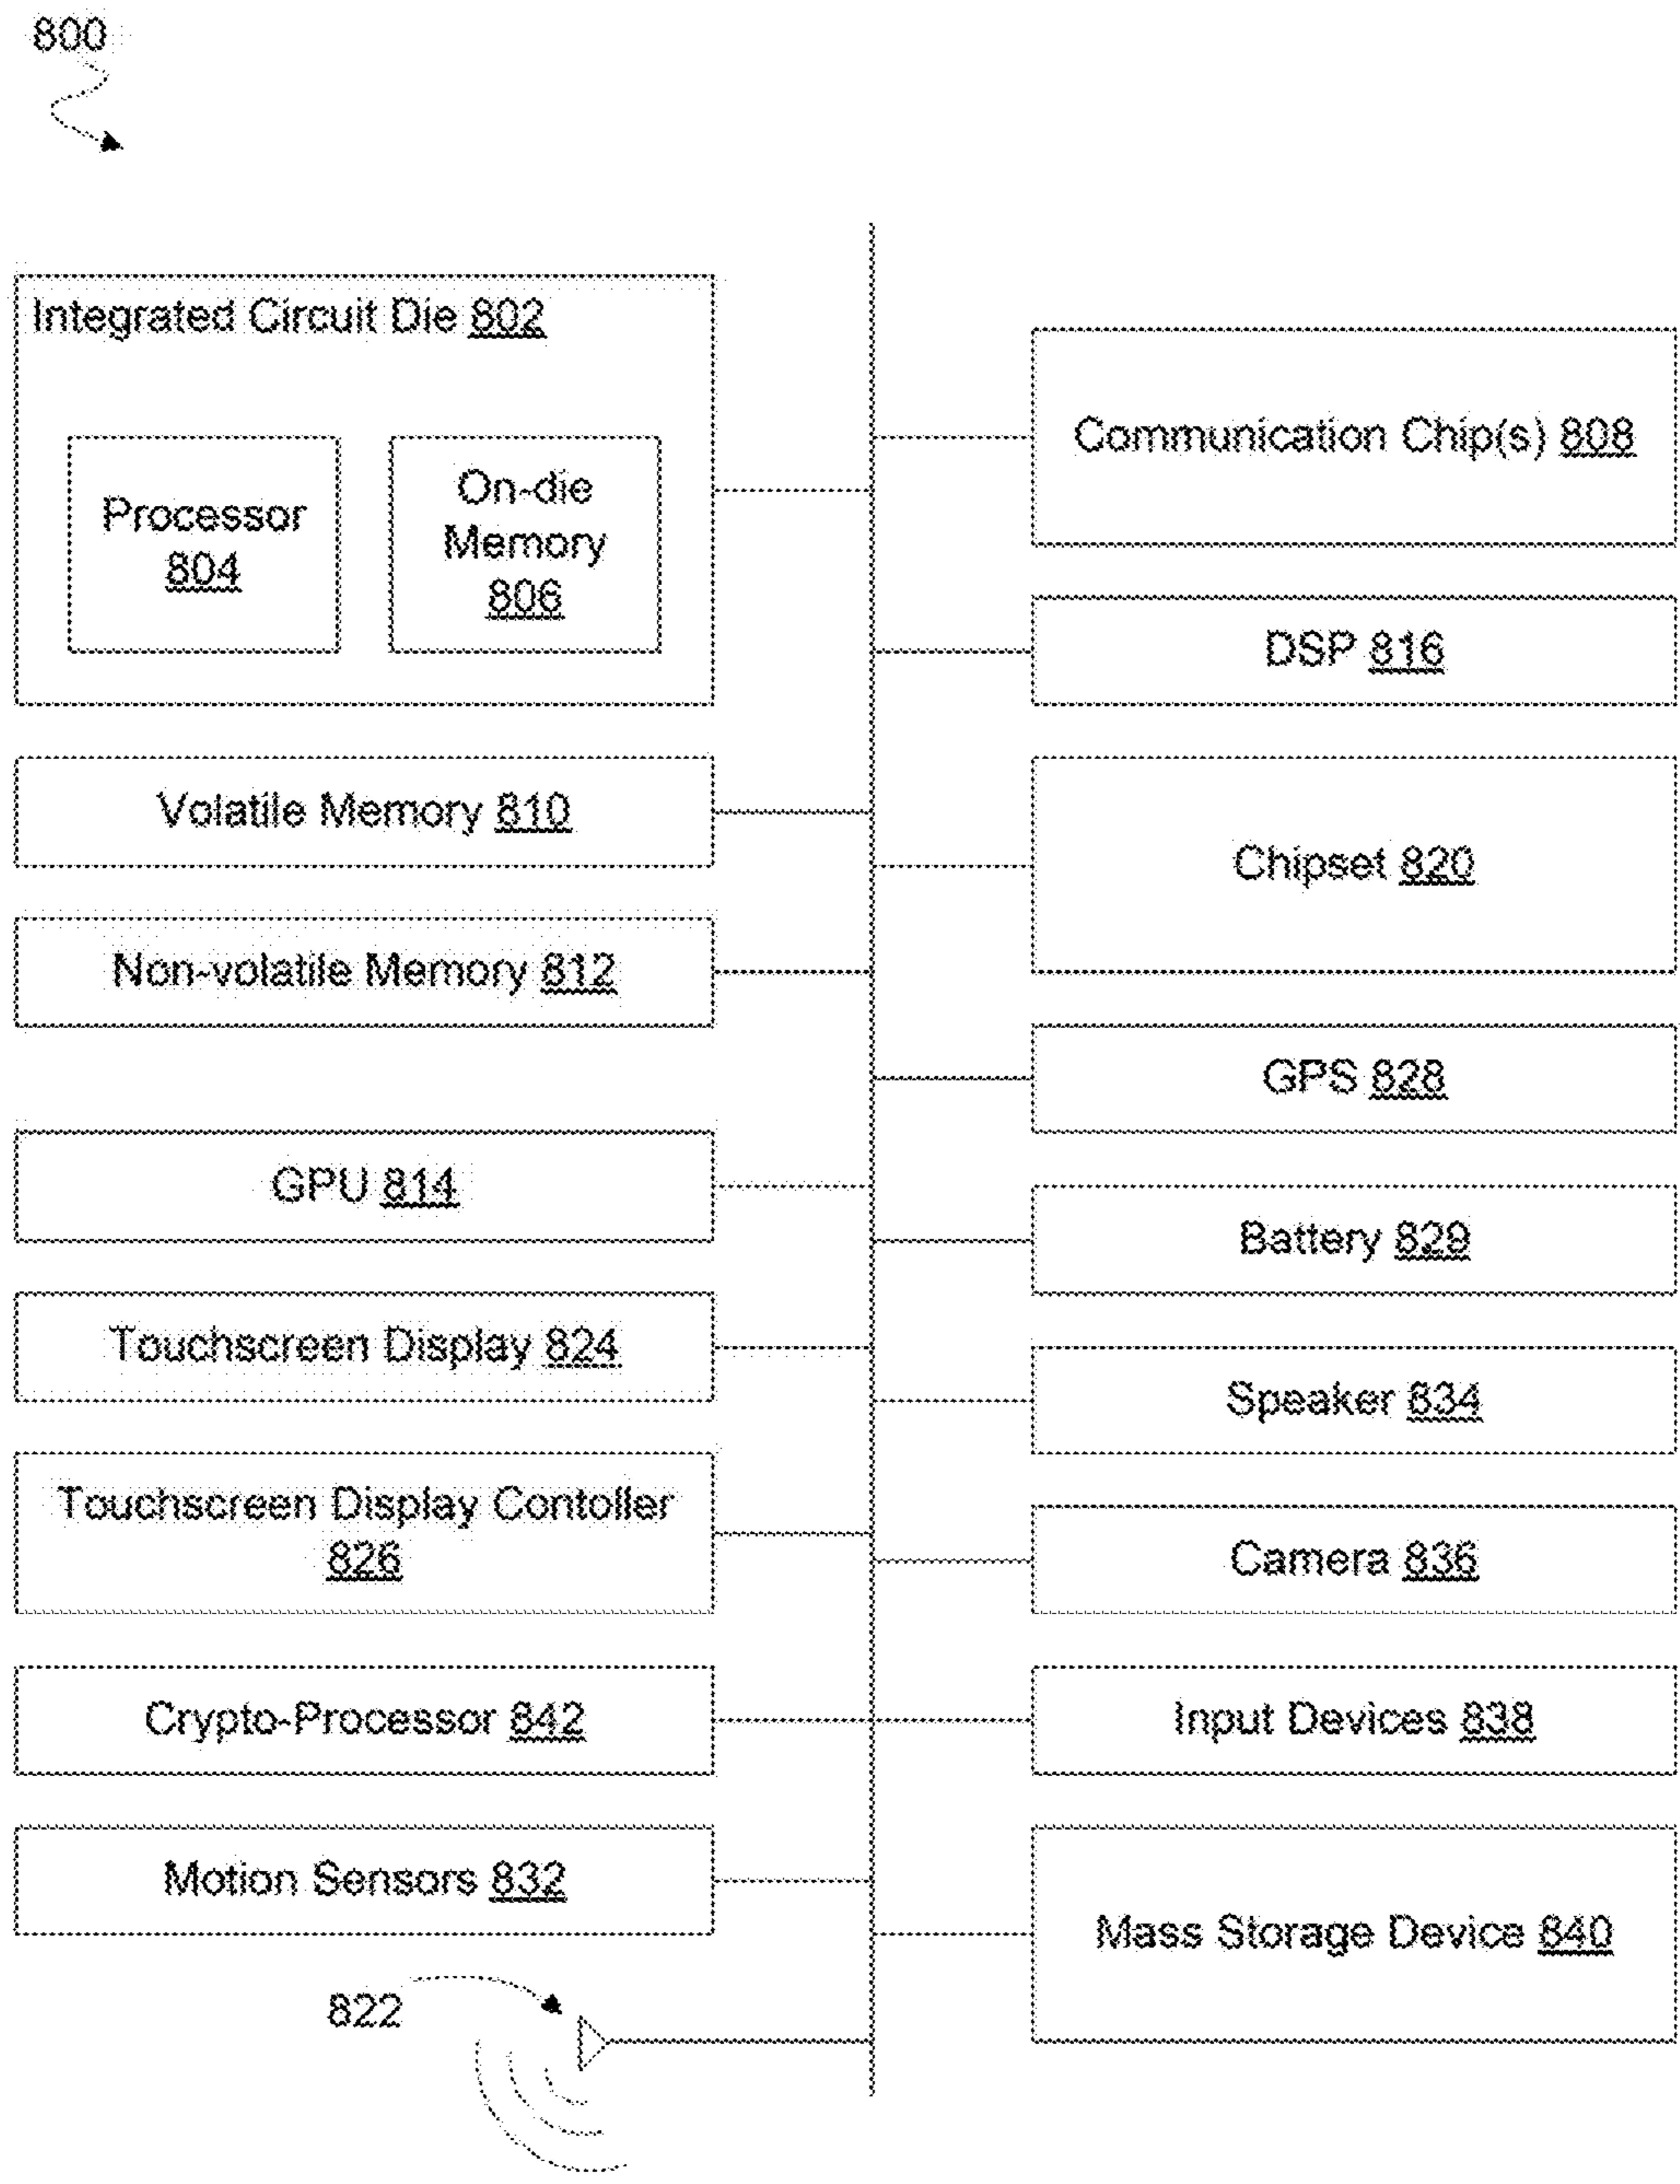 800
Integrated Circuit Die 802
Processor
804
On-die
Memory
806
Volatile Memory 810
Non-volatile Memory 812
GPU 814
Touchscreen Display 824
Touchscreen Display Contoller
826
Crypto-Processor 842
Motion Sensors 832
822
Communication Chip(s) 808
DSP 816
Chipset 820
GPS 828
Battery 829
Speaker 834
Camera 836
Input Devices 838
Mass Storage Device 840